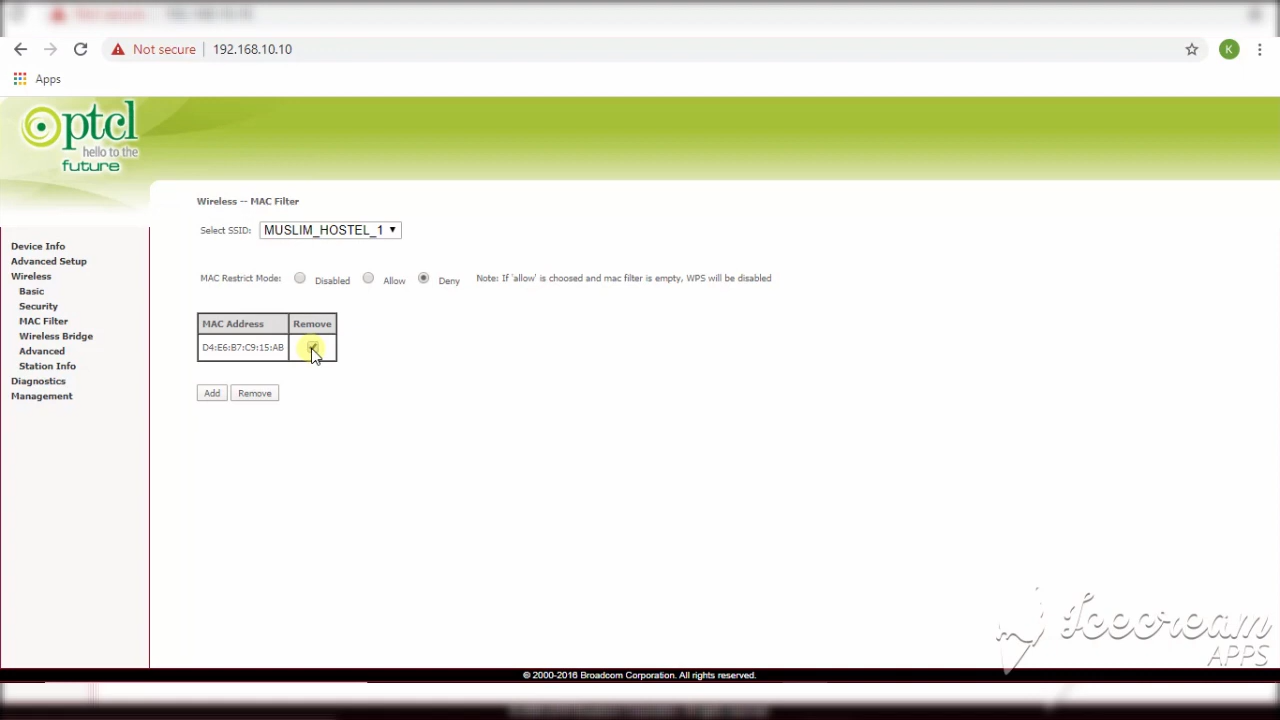 Not secure
192.168.10.10
K
Apps
ptcl
hello to the
future
Wireless -- MAC Filter
Select SSID: MUSLIM_HOSTEL_1
Device Info
Advanced Setup
Wireless
Basic
Security
MAC Filter
Wireless Bridge
Advanced
Station Info
Diagnostics
Management
MAC Restrict Mode: Disabled Allow Deny Note: If 'allow' is choosed and mac filter is empty, WPS will be disabled
MAC Address Remove
D4:E6:B7:C9:15:AB
Add Remove
Icecream
APPS
© 2000-2016 Broadcom Corporation. All rights reserved.